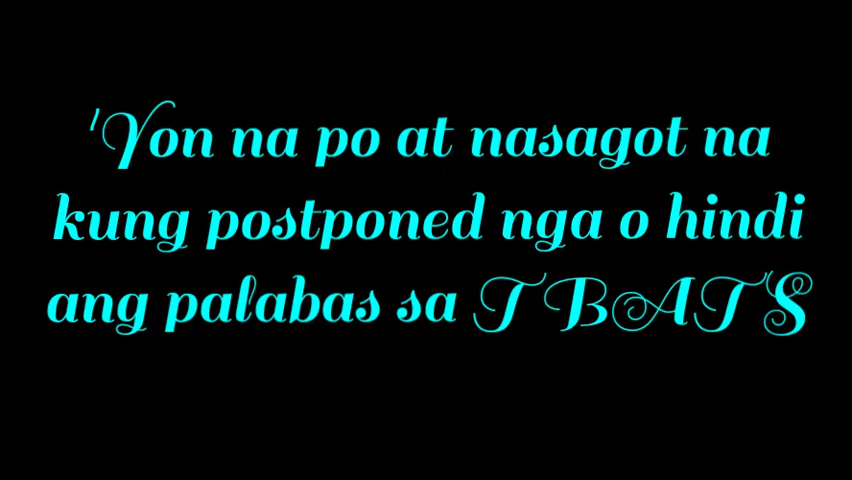 'Yon na po at nasagot na
kung postponed nga o hindi
ang palabas sa TBATS